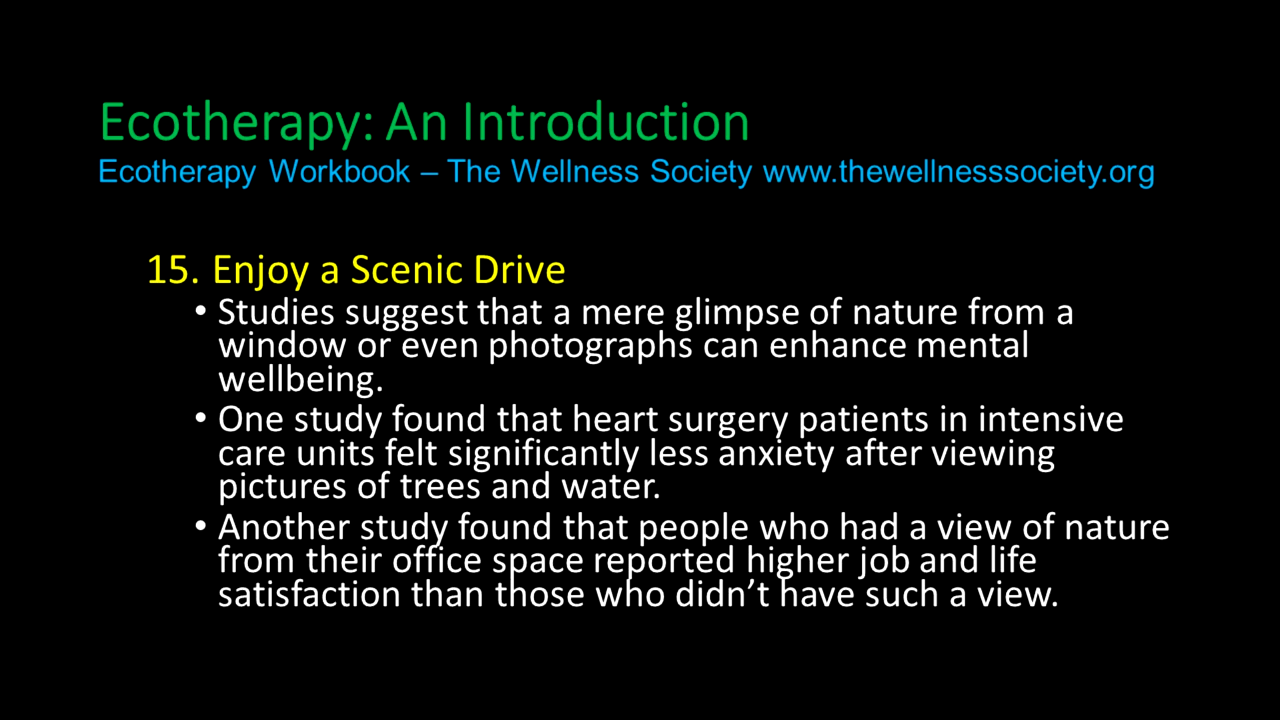 Ecotherapy: An Introduction
Ecotherapy Workbook – The Wellness Society www.thewellnesssociety.org
15. Enjoy a Scenic Drive
• Studies suggest that a mere glimpse of nature from a
window or even photographs can enhance mental
wellbeing.
• One study found that heart surgery patients in intensive
care units felt significantly less anxiety after viewing
pictures of trees and water.
• Another study found that people who had a view of nature
from their office space reported higher job and life
satisfaction than those who didn’t have such a view.